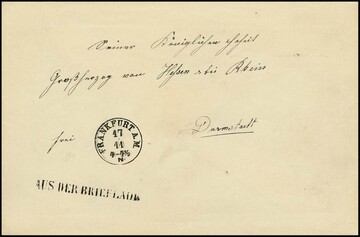 Seiner Königlichen Hoheit
Großherzog von Hessen & bei Rhein
frei
FRANKFURT A.M.
17
11
N
Darmstadt
AUS DER BRIEFLADE